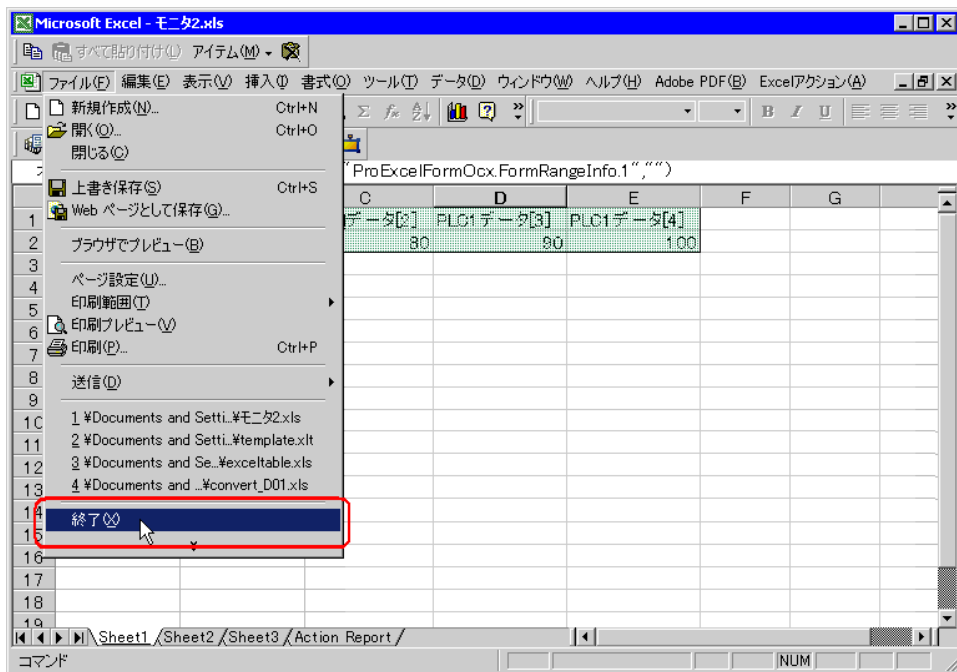 Microsoft Excel - モニタ2.xls
すべて貼り付け(L) アイテム(M)
ファイル(F) 編集(E) 表示(V) 挿入(I) 書式(O) ツール(T) データ(D) ウィンドウ(W) ヘルプ(H) Adobe PDF(B) Excelアクション(A)
新規作成(N)... Ctrl+N
開く(O)... Ctrl+O
閉じる(C)
上書き保存(S) Ctrl+S
Web ページとして保存(G)...
ブラウザでプレビュー(B)
ページ設定(U)...
印刷範囲(T)
印刷プレビュー(V)
印刷(P)... Ctrl+P
送信(D)
1 ¥Documents and Setti...¥モニタ2.xls
2 ¥Documents and Setti...¥template.xlt
3 ¥Documents and Se...¥exceltable.xls
4 ¥Documents and ...¥convert_D01.xls
終了(X)
Σ fx B I U
"ProExcelFormOcx.FormRangeInfo.1","")
C D E F G
1 データ[2] PLC1データ[3] PLC1データ[4]
2 80 90 100
3
4
5
6
7
8
9
10
11
12
13
14
15
16
17
18
19
Sheet1 Sheet2 Sheet3 Action Report
コマンド NUM